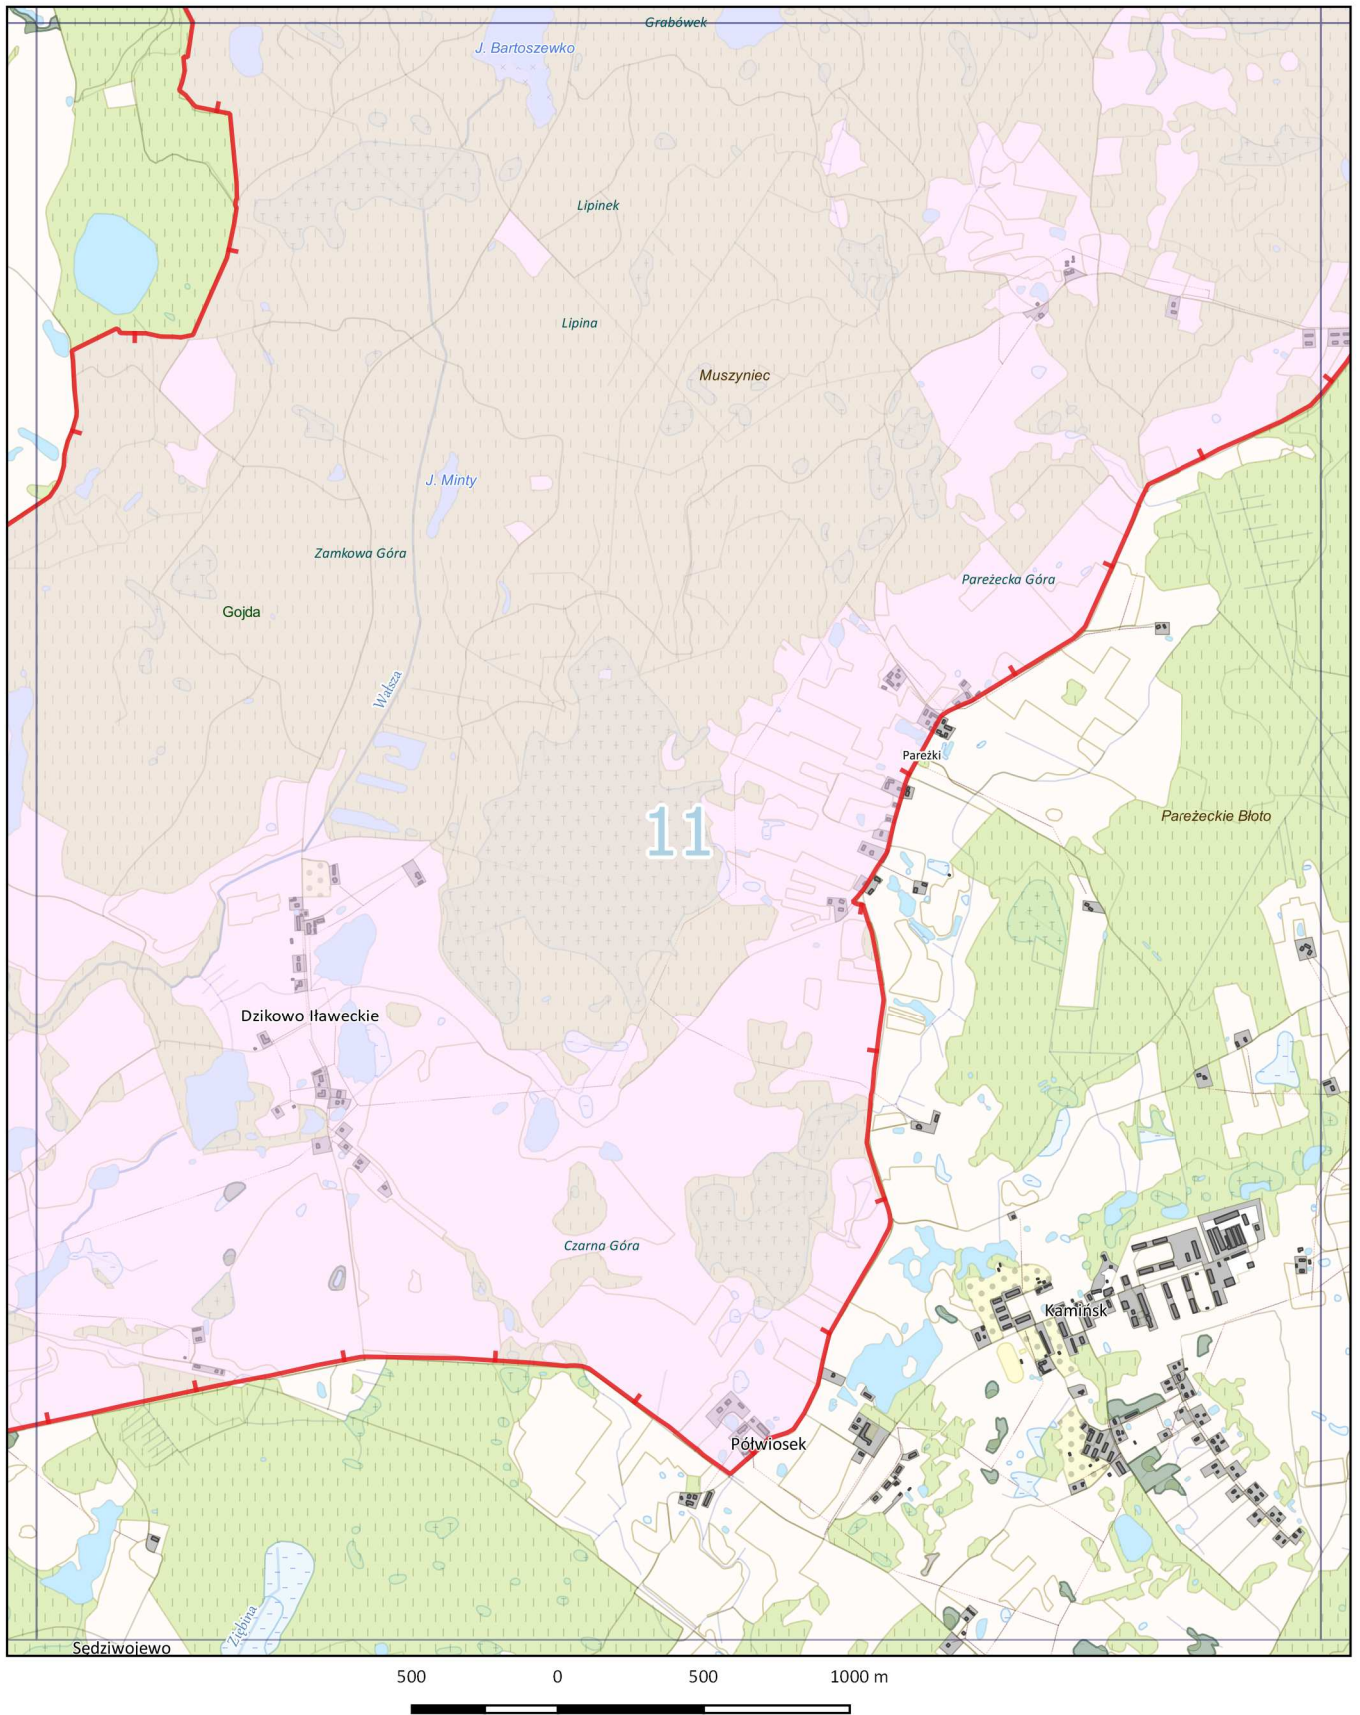 Grabówek
J. Bartoszewko
Lipinek
Lipina
Muszyniec
J. Minty
Zamkowa Góra
Parężecka Góra
Gojda
Wałsza
Parężki
11
Parężeckie Błoto
Dzikowo Iławeckie
Czarna Góra
Kamińsk
Półwiosek
Ziębina
Sędziwojewo
500 0 500 1000 m